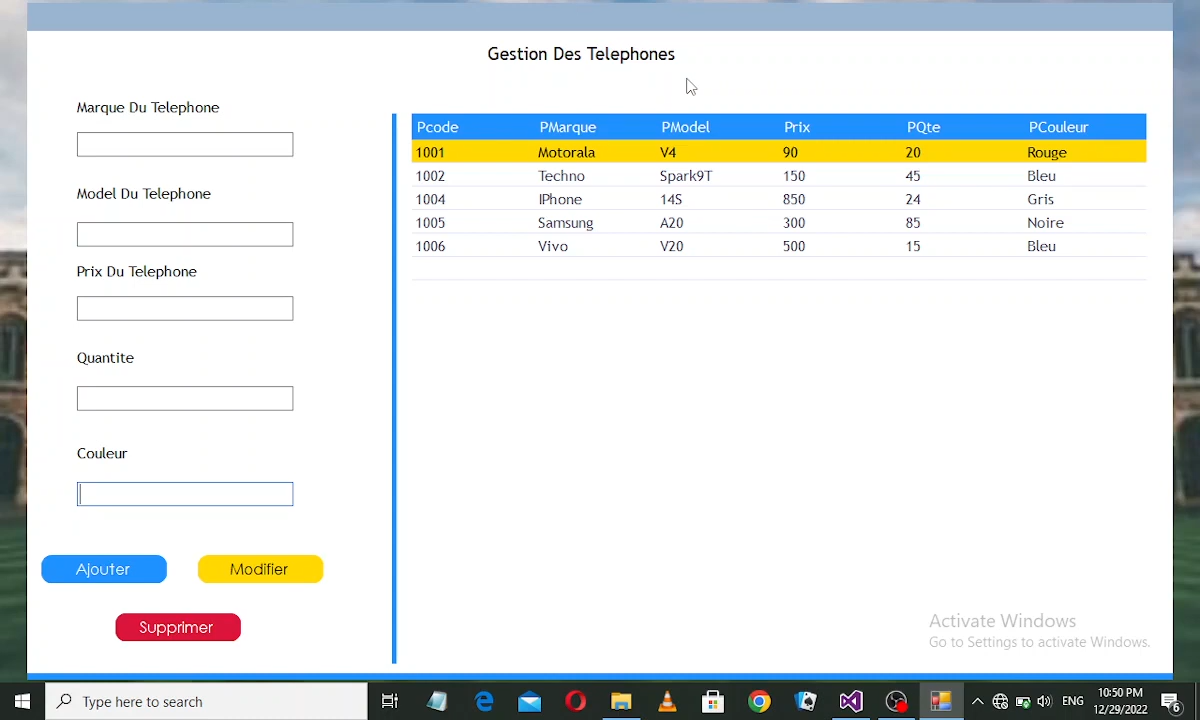 Gestion Des Telephones
Marque Du Telephone
Model Du Telephone
Prix Du Telephone
Quantite
Couleur
Ajouter Modifier
Supprimer
Pcode PMarque PModel Prix PQte PCouleur
1001 Motorala V4 90 20 Rouge
1002 Techno Spark9T 150 45 Bleu
1004 IPhone 14S 850 24 Gris
1005 Samsung A20 300 85 Noire
1006 Vivo V20 500 15 Bleu
Activate Windows
Go to Settings to activate Windows.
Type here to search
ENG
10:50 PM
12/29/2022
6